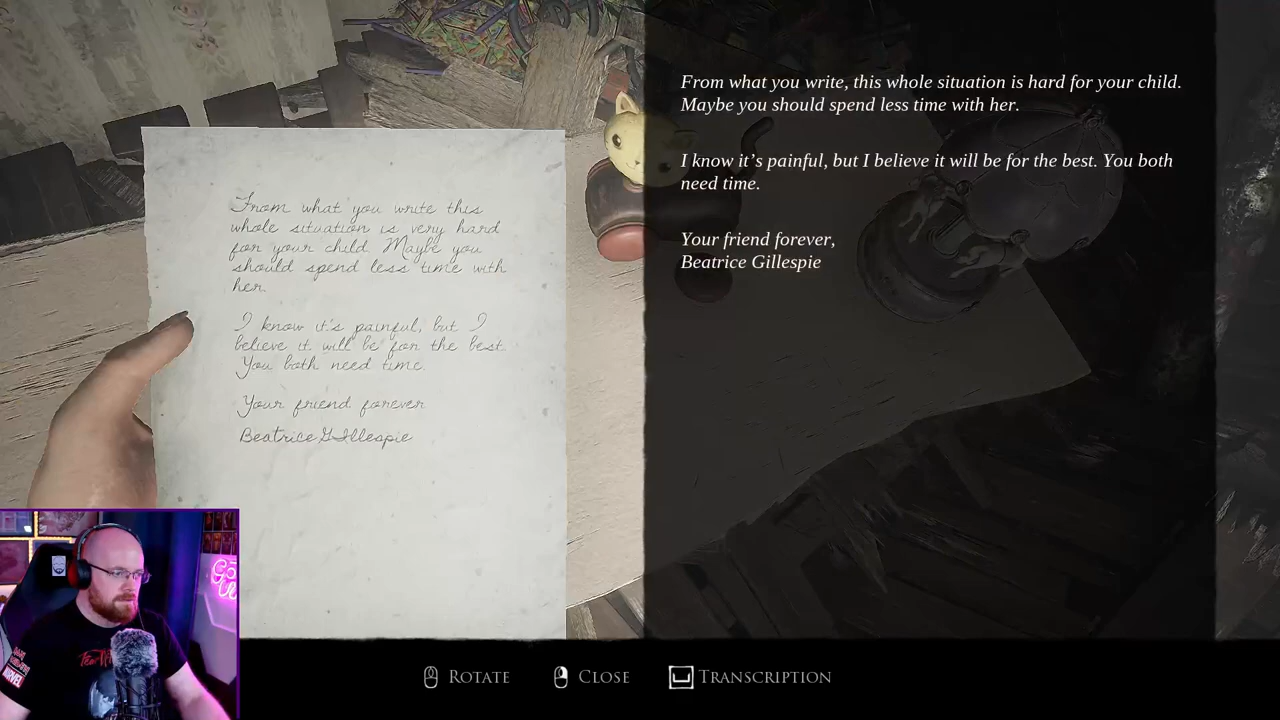 From what you write this
whole situation is very hard
for your child. Maybe you
should spend less time with
her.
I know it's painful, but I
believe it will be for the best.
You both need time.
Your friend forever
Beatrice Gillespie
From what you write, this whole situation is hard for your child.
Maybe you should spend less time with her.
I know it’s painful, but I believe it will be for the best. You both
need time.
Your friend forever,
Beatrice Gillespie
MARVEL
ROTATE
CLOSE
TRANSCRIPTION